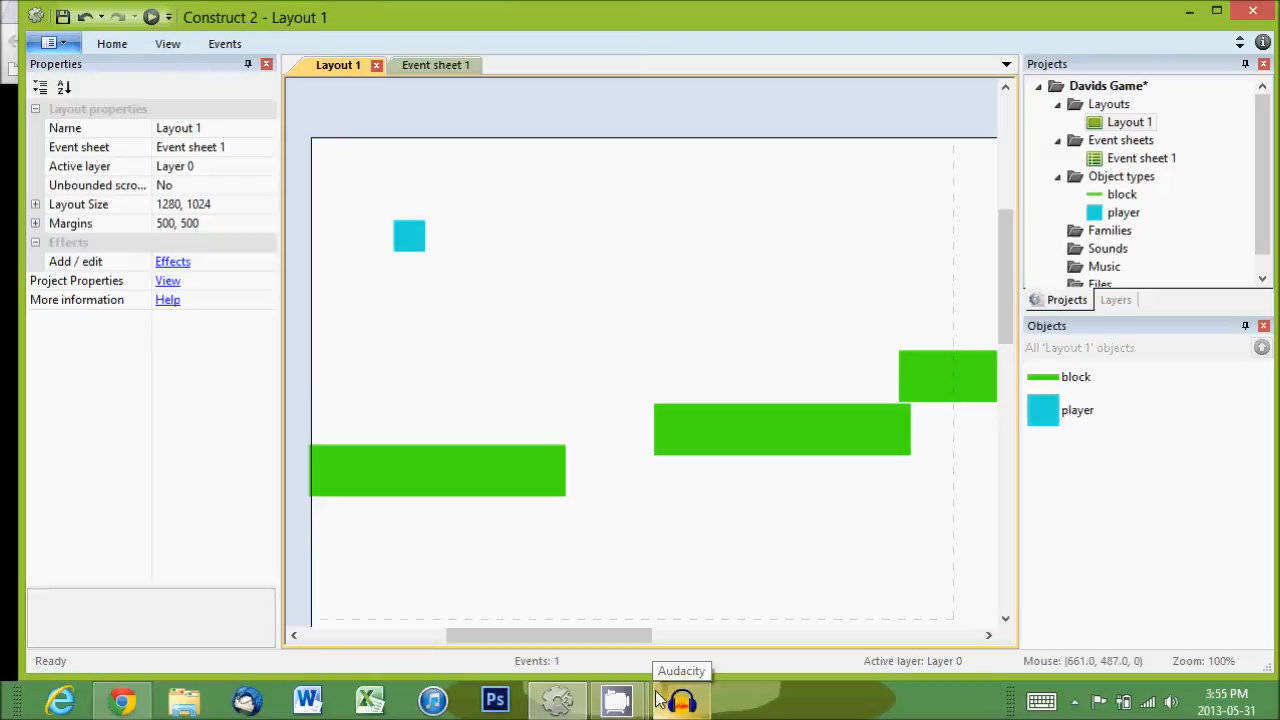 Construct 2 - Layout 1
Home View Events
Properties
Layout properties
Name Layout 1
Event sheet Event sheet 1
Active layer Layer 0
Unbounded scro... No
Layout Size 1280, 1024
Margins 500, 500
Effects
Add / edit Effects
Project Properties View
More information Help
Layout 1 Event sheet 1
Projects
Davids Game*
Layouts
Layout 1
Event sheets
Event sheet 1
Object types
block
player
Families
Sounds
Music
Files
Projects Layers
Objects
All 'Layout 1' objects
block
player
Ready Events: 1 Active layer: Layer 0 Mouse: (661.0, 487.0,0) Zoom: 100%
Audacity
Ps
3:55 PM
2013-05-31